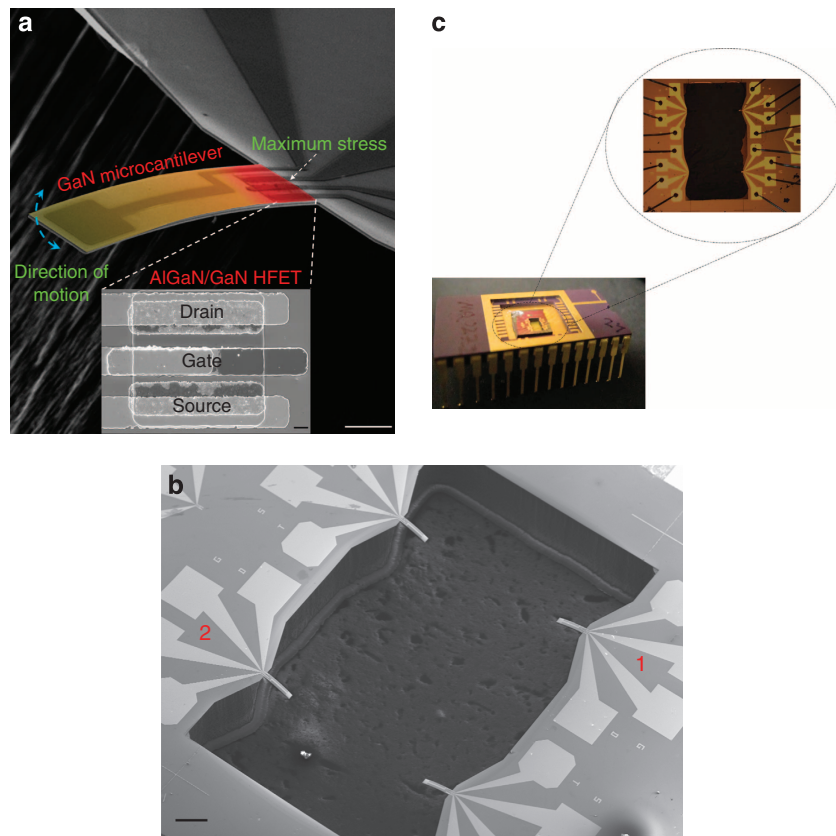 a
Maximum stress
GaN microcantilever
Direction of
motion
AlGaN/GaN HFET
Drain
Gate
Source
c
b
2
1
G
D
S
T